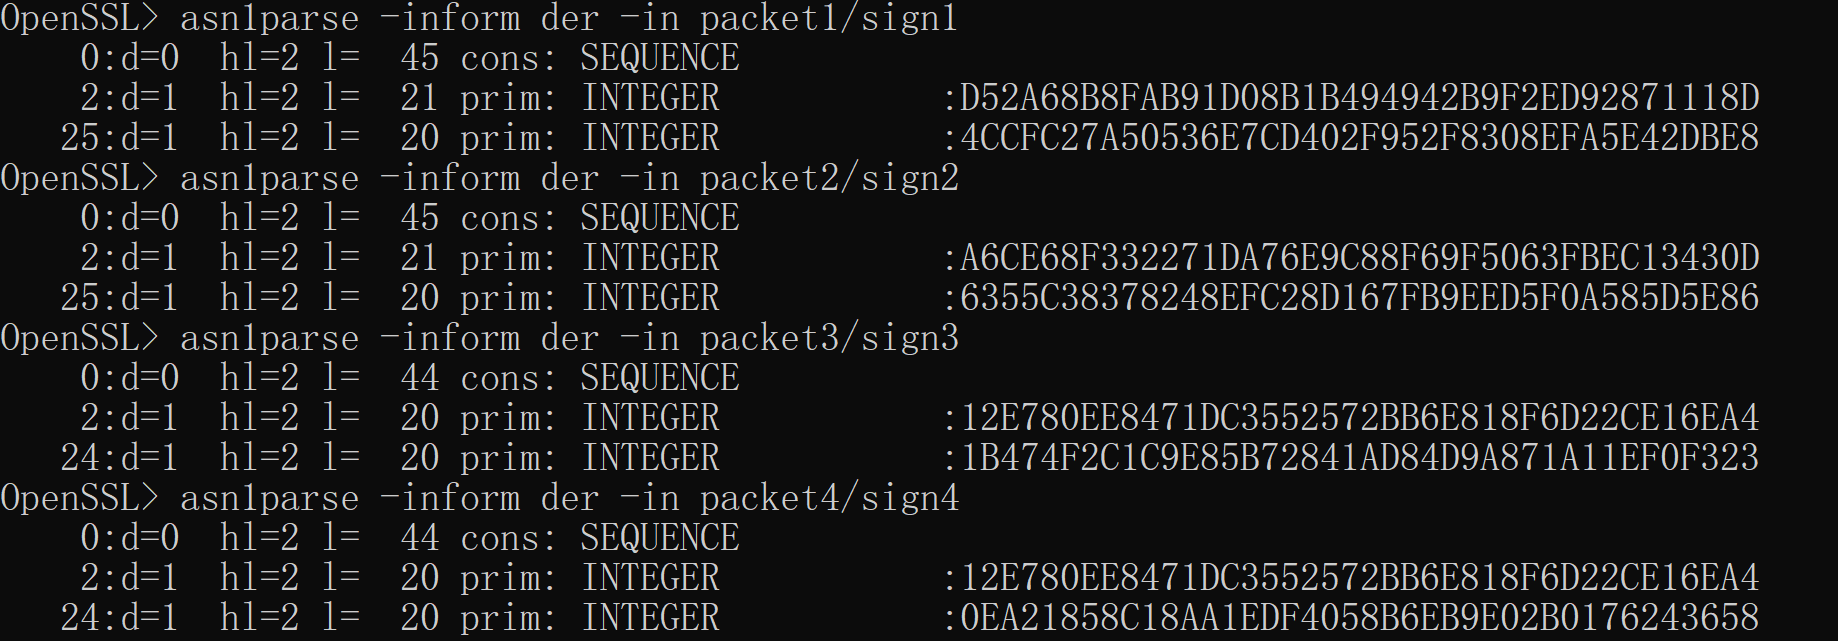 OpenSSL> asn1parse -inform der -in packet1/sign1
0:d=0 hl=2 l= 45 cons: SEQUENCE
2:d=1 hl=2 l= 21 prim: INTEGER :D52A68B8FAB91D08B1B494942B9F2ED92871118D
25:d=1 hl=2 l= 20 prim: INTEGER :4CCFC27A50536E7CD402F952F8308EFA5E42DBE8
OpenSSL> asn1parse -inform der -in packet2/sign2
0:d=0 hl=2 l= 45 cons: SEQUENCE
2:d=1 hl=2 l= 21 prim: INTEGER :A6CE68F332271DA76E9C88F69F5063FBEC13430D
25:d=1 hl=2 l= 20 prim: INTEGER :6355C38378248EFC28D167FB9EED5F0A585D5E86
OpenSSL> asn1parse -inform der -in packet3/sign3
0:d=0 hl=2 l= 44 cons: SEQUENCE
2:d=1 hl=2 l= 20 prim: INTEGER :12E780EE8471DC3552572BB6E818F6D22CE16EA4
24:d=1 hl=2 l= 20 prim: INTEGER :1B474F2C1C9E85B72841AD84D9A871A11EF0F323
OpenSSL> asn1parse -inform der -in packet4/sign4
0:d=0 hl=2 l= 44 cons: SEQUENCE
2:d=1 hl=2 l= 20 prim: INTEGER :12E780EE8471DC3552572BB6E818F6D22CE16EA4
24:d=1 hl=2 l= 20 prim: INTEGER :0EA21858C18AA1EDF4058B6EB9E02B0176243658